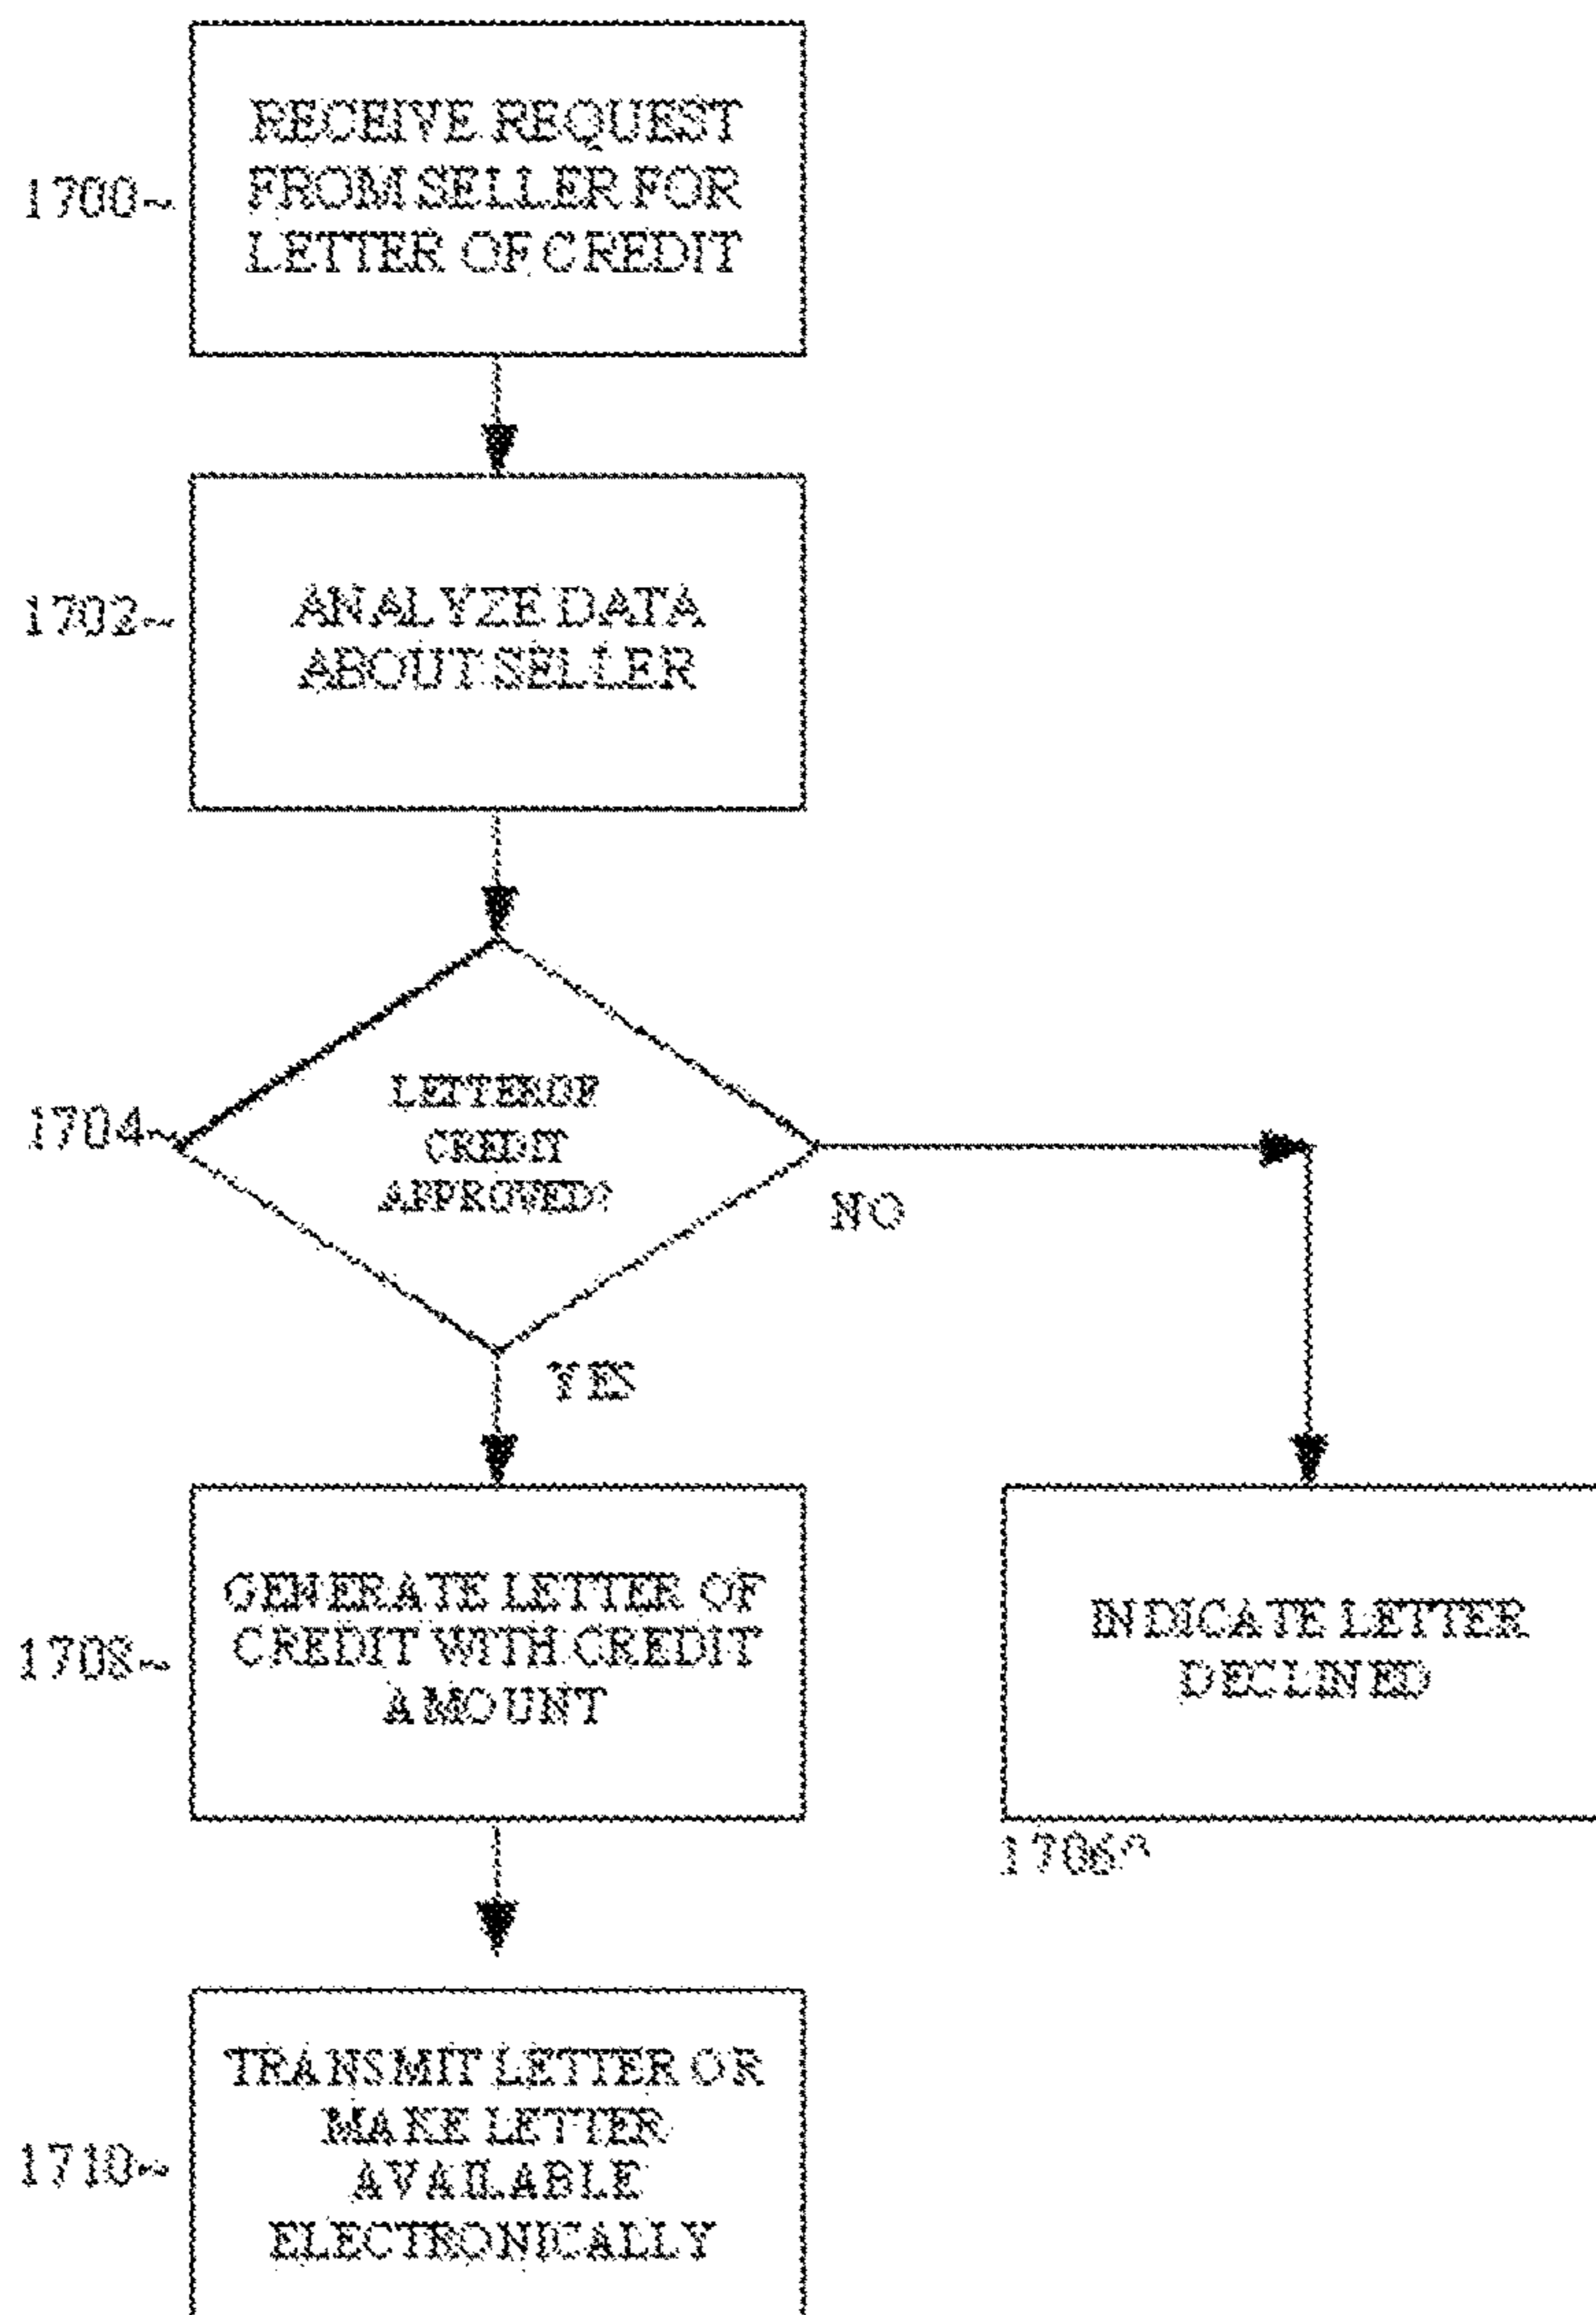 RECEIVE REQUEST
FROM SELLER FOR
LETTER OF CREDIT
1700~
ANALYZE DATA
ABOUT SELLER
1702~
LETTER OF
CREDIT
APPROVED?
1704~
NO
YES
GENERATE LETTER OF
CREDIT WITH CREDIT
AMOUNT
1708~
INDICATE LETTER
DECLINED
1706
TRANSMIT LETTER OR
MAKE LETTER
AVAILABLE
ELECTRONICALLY
1710~